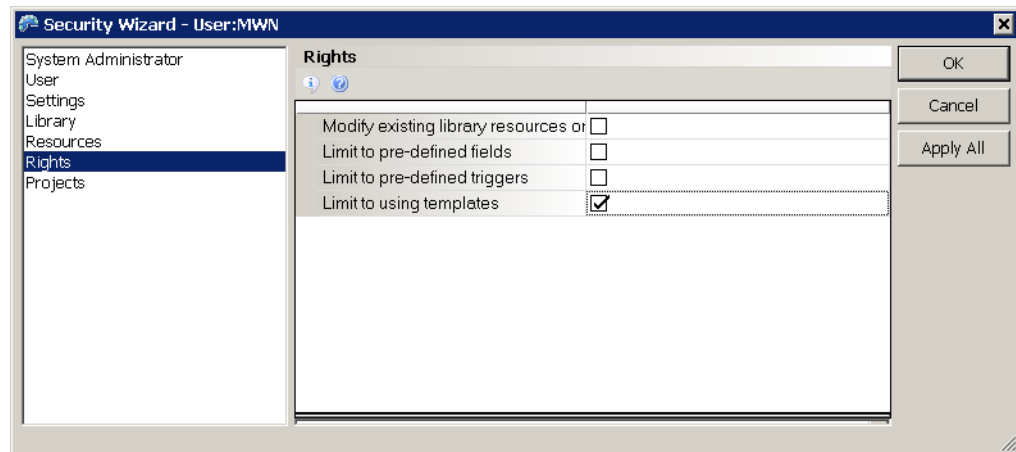 Security Wizard - User:MWN
System Administrator
User
Settings
Library
Resources
Rights
Projects
Rights
Modify existing library resources or
Limit to pre-defined fields
Limit to pre-defined triggers
Limit to using templates
OK
Cancel
Apply All